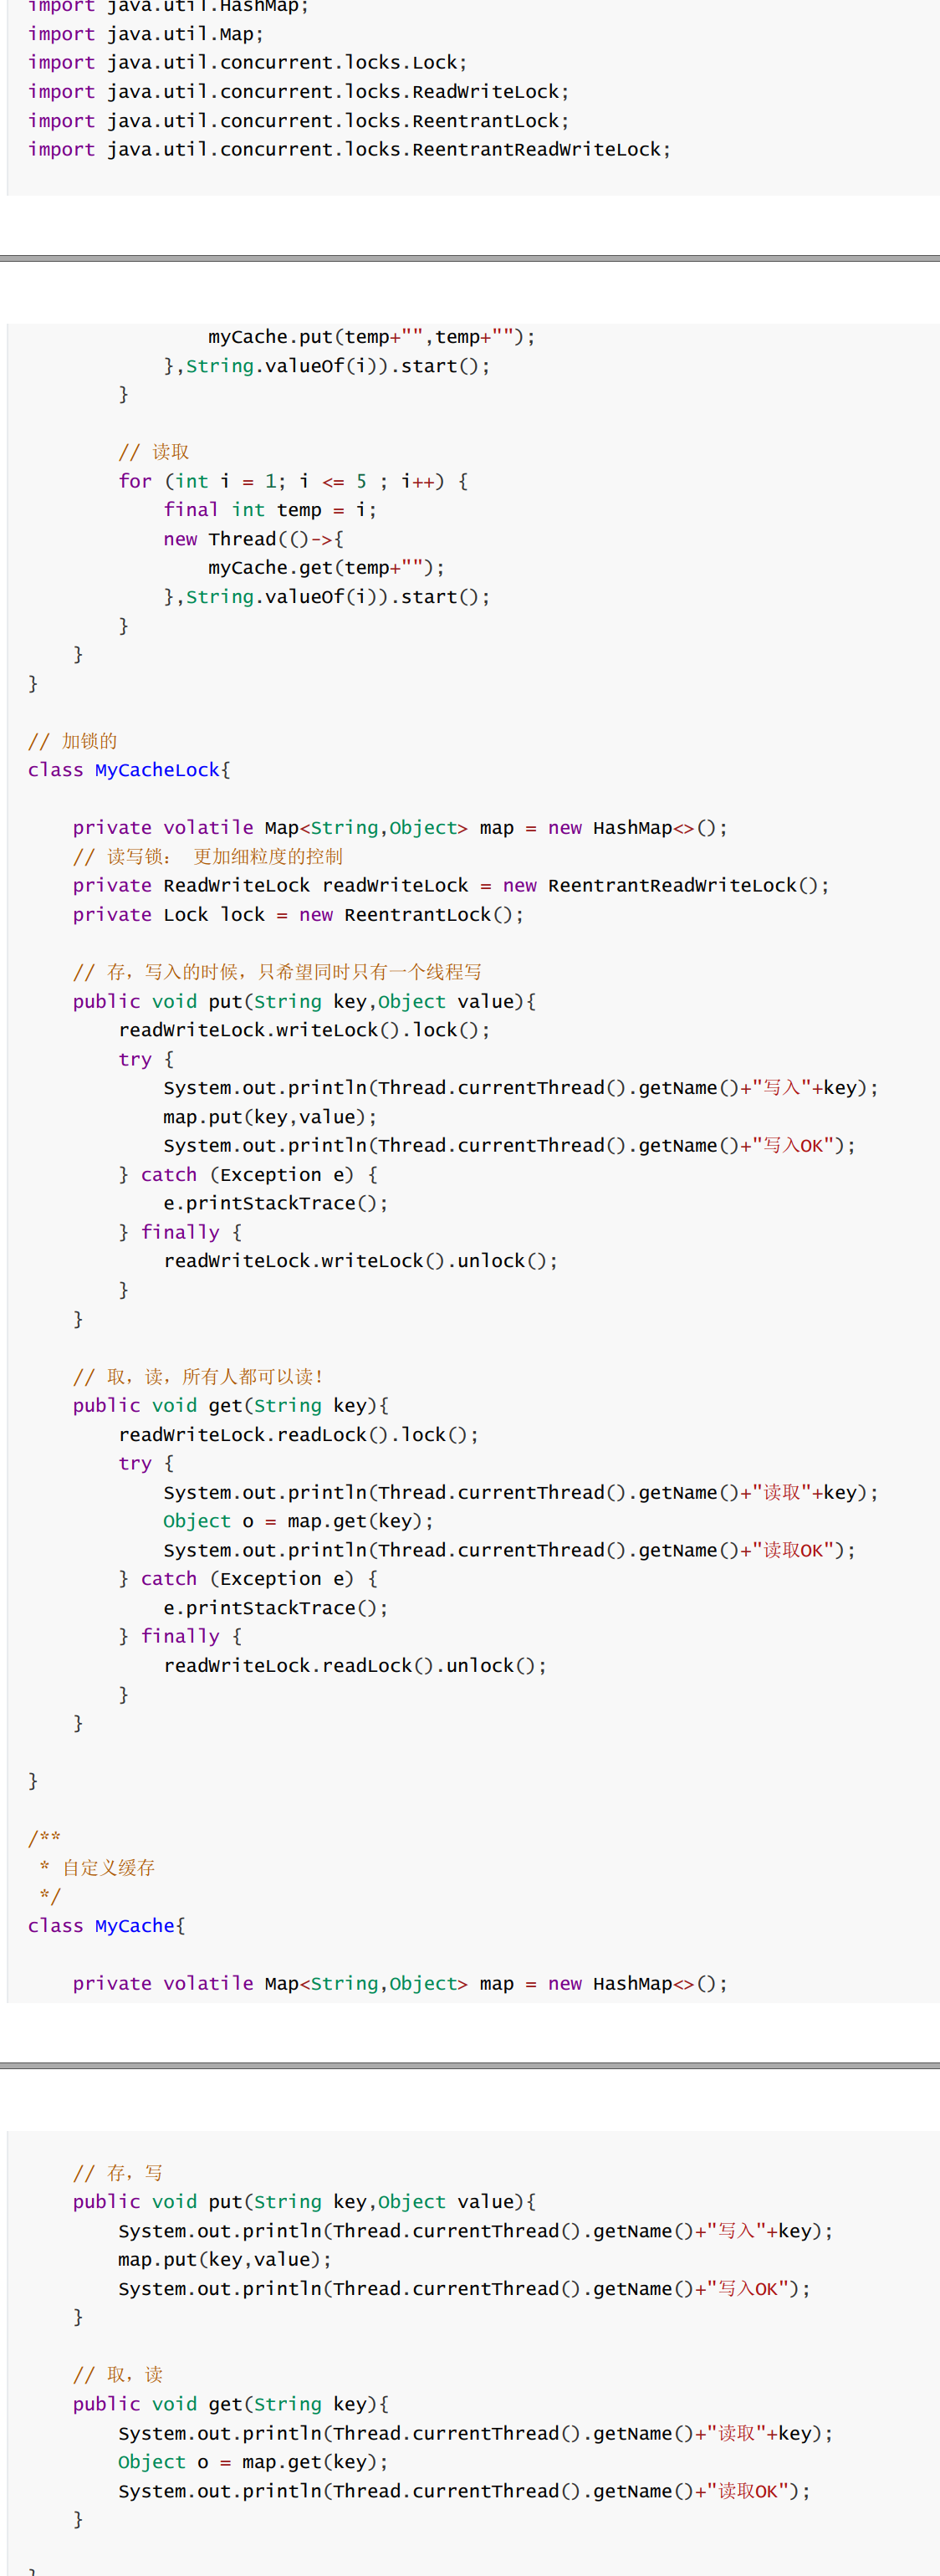 import java.util.HashMap;
import java.util.Map;
import java.util.concurrent.locks.Lock;
import java.util.concurrent.locks.ReadWriteLock;
import java.util.concurrent.locks.ReentrantLock;
import java.util.concurrent.locks.ReentrantReadWriteLock;
                myCache.put(temp+"",temp+"");
            },String.valueOf(i)).start();
        }
        // 读取
        for (int i = 1; i <= 5 ; i++) {
            final int temp = i;
            new Thread(()->{
                myCache.get(temp+"");
            },String.valueOf(i)).start();
        }
    }
}
// 加锁的
class MyCacheLock{
    private volatile Map<String,Object> map = new HashMap<>();
    // 读写锁： 更加细粒度的控制
    private ReadWriteLock readWriteLock = new ReentrantReadWriteLock();
    private Lock lock = new ReentrantLock();
    // 存，写入的时候，只希望同时只有一个线程写
    public void put(String key,Object value){
        readWriteLock.writeLock().lock();
        try {
            System.out.println(Thread.currentThread().getName()+"写入"+key);
            map.put(key,value);
            System.out.println(Thread.currentThread().getName()+"写入OK");
        } catch (Exception e) {
            e.printStackTrace();
        } finally {
            readWriteLock.writeLock().unlock();
        }
    }
    // 取，读，所有人都可以读！
    public void get(String key){
        readWriteLock.readLock().lock();
        try {
            System.out.println(Thread.currentThread().getName()+"读取"+key);
            Object o = map.get(key);
            System.out.println(Thread.currentThread().getName()+"读取OK");
        } catch (Exception e) {
            e.printStackTrace();
        } finally {
            readWriteLock.readLock().unlock();
        }
    }
}
/**
 * 自定义缓存
 */
class MyCache{
    private volatile Map<String,Object> map = new HashMap<>();
    // 存，写
    public void put(String key,Object value){
        System.out.println(Thread.currentThread().getName()+"写入"+key);
        map.put(key,value);
        System.out.println(Thread.currentThread().getName()+"写入OK");
    }
    // 取，读
    public void get(String key){
        System.out.println(Thread.currentThread().getName()+"读取"+key);
        Object o = map.get(key);
        System.out.println(Thread.currentThread().getName()+"读取OK");
    }
}